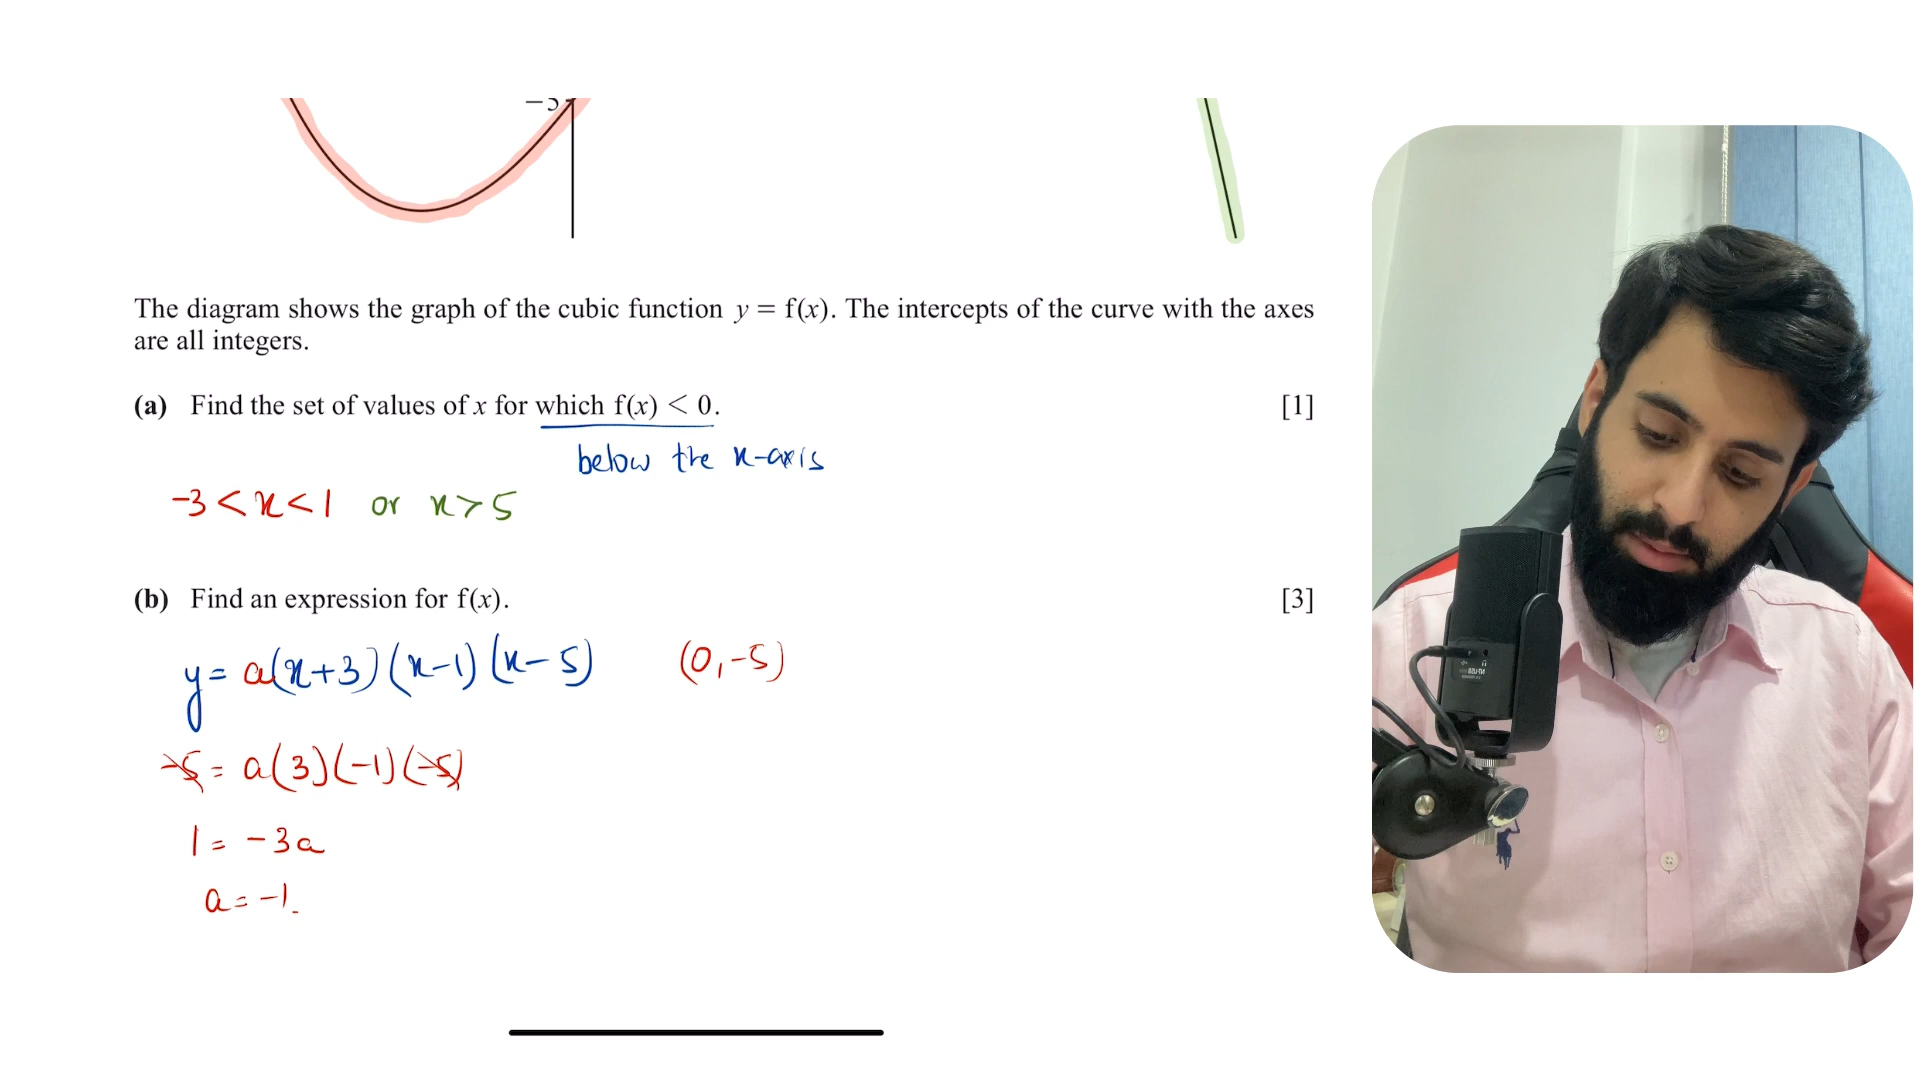 −5
The diagram shows the graph of the cubic function y = f(x). The intercepts of the curve with the axes
are all integers.
(a) Find the set of values of x for which f(x) < 0. [1]
below the x-axis
-3 < x < 1 or x > 5
(b) Find an expression for f(x). [3]
y = a(x+3)(x-1)(x-5) (0,-5)
-5 = a(3)(-1)(-5)
1 = -3a
a = -1